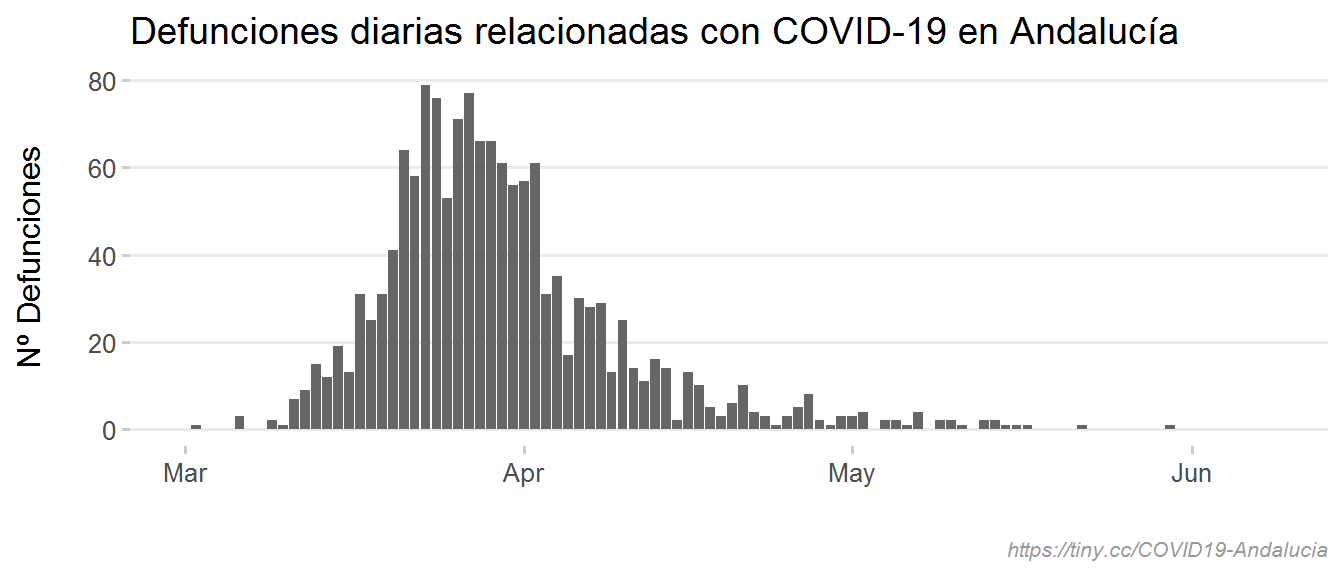 Defunciones diarias relacionadas con COVID-19 en Andalucía
Nº Defunciones
80
60
40
20
0
Mar Apr May Jun
https://tiny.cc/COVID19-Andalucia